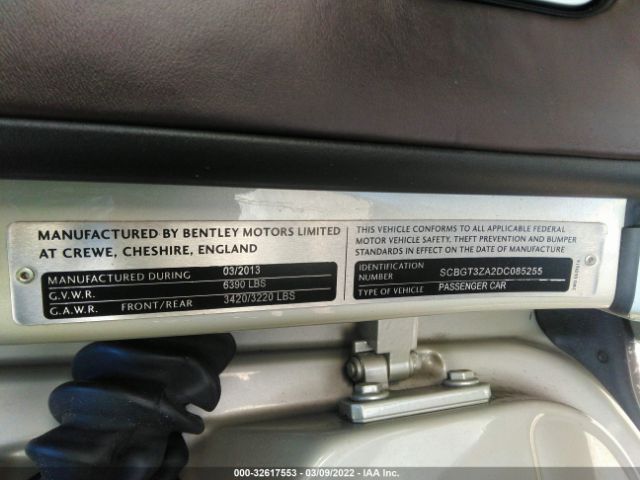 MANUFACTURED BY BENTLEY MOTORS LIMITED
AT CREWE, CHESHIRE, ENGLAND
MANUFACTURED DURING 03/2013
G.V.W.R. 6390 LBS
G.A.W.R. FRONT/REAR 3420/3220 LBS
THIS VEHICLE CONFORMS TO ALL APPLICABLE FEDERAL
MOTOR VEHICLE SAFETY, THEFT PREVENTION AND BUMPER
STANDARDS IN EFFECT ON THE DATE OF MANUFACTURE
IDENTIFICATION
NUMBER SCBGT3ZA2DC085255
TYPE OF VEHICLE PASSENGER CAR
000-32617553 - 03/09/2022 - IAA Inc.